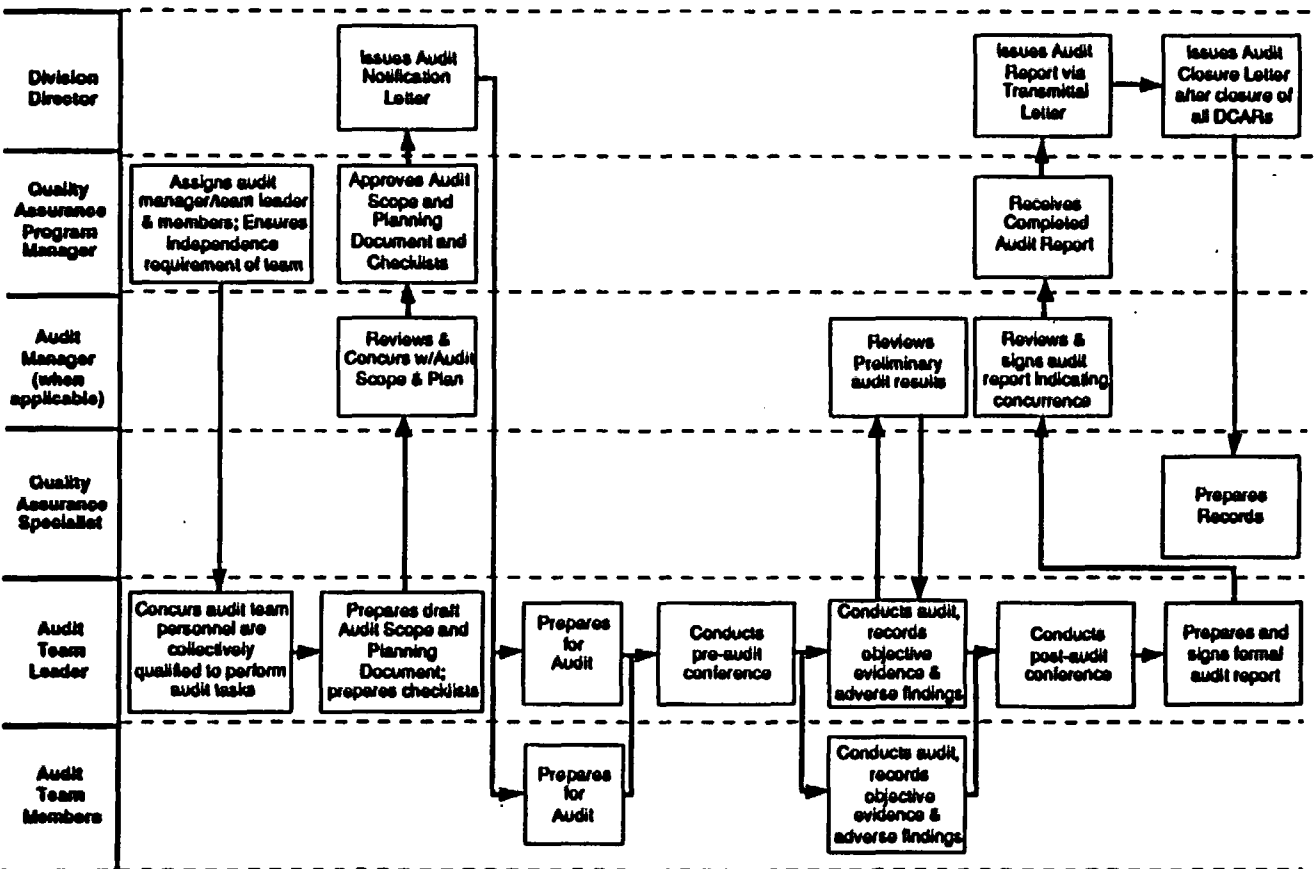 Division
Director
Issues Audit
Notification
Letter
Issues Audit
Report via
Transmittal
Letter
Issues Audit
Closure Letter
after closure of
all DCARs
Quality
Assurance
Program
Manager
Assigns audit
manager/team leader
& members; Ensures
independence
requirement of team
Approves Audit
Scope and
Planning
Document and
Checklists
Receives
Completed
Audit Report
Audit
Manager
(when
applicable)
Reviews &
Concurs w/Audit
Scope & Plan
Reviews
Preliminary
audit results
Reviews &
signs audit
report indicating
concurrence
Quality
Assurance
Specialist
Prepares
Records
Audit
Team
Leader
Concurs audit team
personnel are
collectively
qualified to perform
audit tasks
Prepares draft
Audit Scope and
Planning
Document;
prepares checklists
Prepares
for
Audit
Conducts
pre-audit
conference
Conducts audit,
records
objective
evidence &
adverse findings
Conducts
post-audit
conference
Prepares and
signs formal
audit report
Audit
Team
Members
Prepares
for
Audit
Conducts audit,
records
objective
evidence &
adverse findings